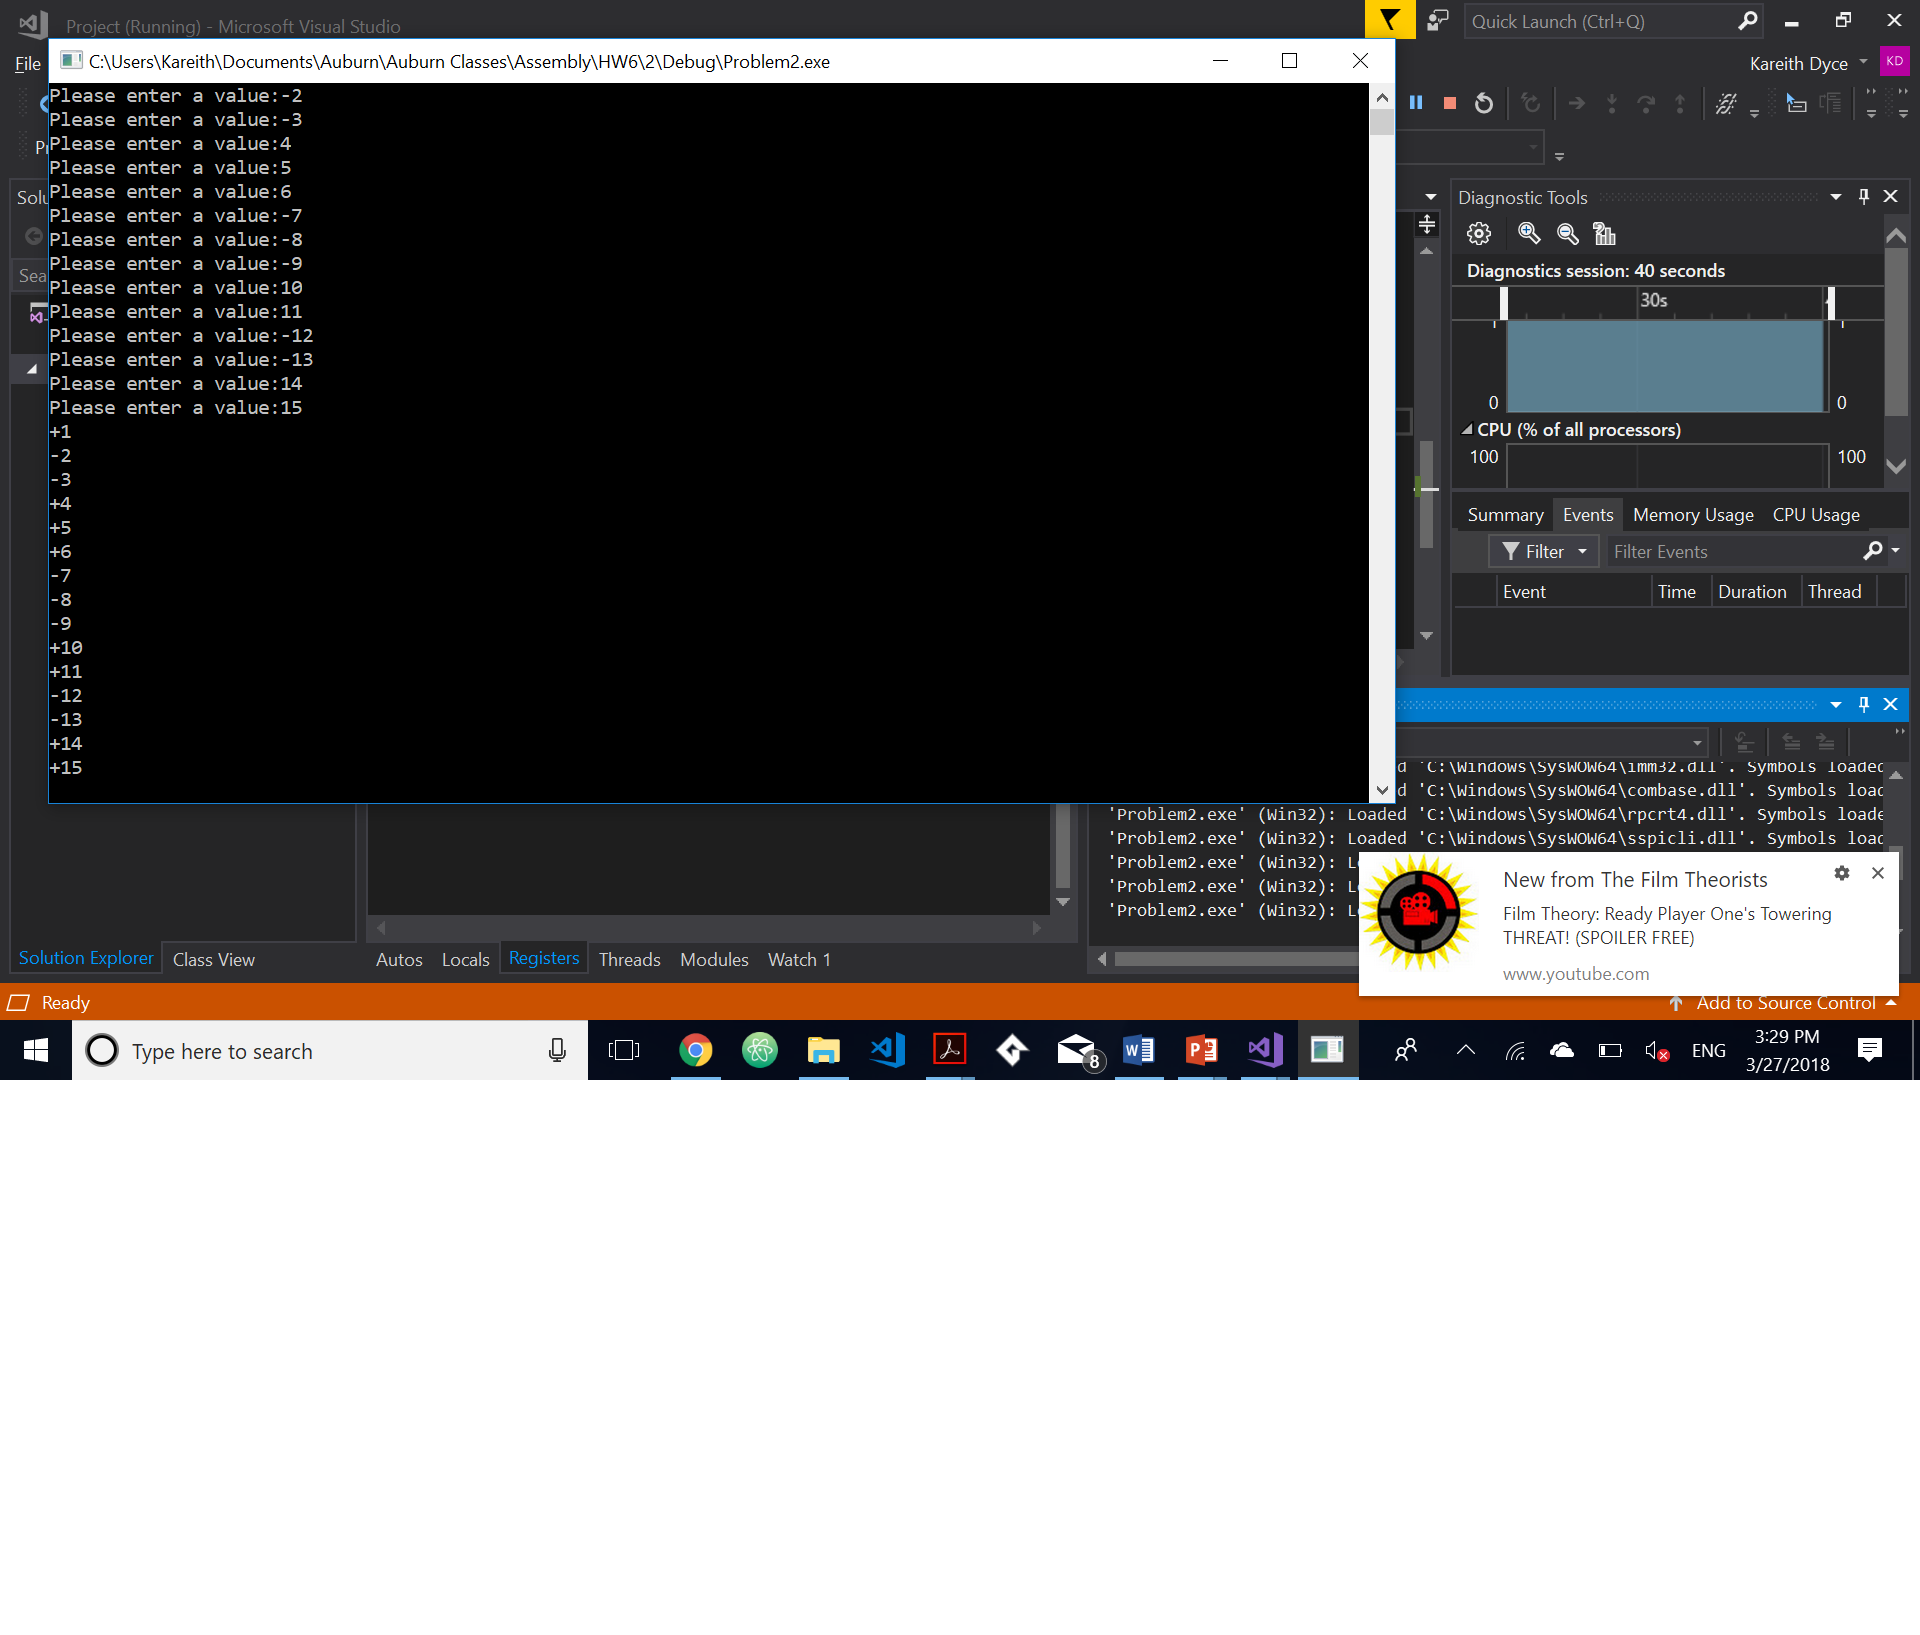 Project (Running) - Microsoft Visual Studio
Quick Launch (Ctrl+Q)
File
Kareith Dyce
KD
C:\Users\Kareith\Documents\Auburn\Auburn Classes\Assembly\HW6\2\Debug\Problem2.exe
Please enter a value:-2
Please enter a value:-3
Please enter a value:4
Please enter a value:5
Please enter a value:6
Please enter a value:-7
Please enter a value:-8
Please enter a value:-9
Please enter a value:10
Please enter a value:11
Please enter a value:-12
Please enter a value:-13
Please enter a value:14
Please enter a value:15
+1
-2
-3
+4
+5
+6
-7
-8
-9
+10
+11
-12
-13
+14
+15
Diagnostic Tools
Diagnostics session: 40 seconds
30s
0
0
CPU (% of all processors)
100
100
Summary
Events
Memory Usage
CPU Usage
Filter
Filter Events
Event
Time
Duration
Thread
'C:\Windows\SysWOW64\imm32.dll'. Symbols loaded
'C:\Windows\SysWOW64\combase.dll'. Symbols load
'Problem2.exe' (Win32): Loaded 'C:\Windows\SysWOW64\rpcrt4.dll'. Symbols loade
'Problem2.exe' (Win32): Loaded 'C:\Windows\SysWOW64\sspicli.dll'. Symbols load
'Problem2.exe' (Win32):
'Problem2.exe' (Win32):
'Problem2.exe' (Win32):
New from The Film Theorists
Film Theory: Ready Player One's Towering
THREAT! (SPOILER FREE)
www.youtube.com
Solution Explorer
Class View
Autos
Locals
Registers
Threads
Modules
Watch 1
Ready
Add to Source Control
Type here to search
8
ENG
3:29 PM
3/27/2018